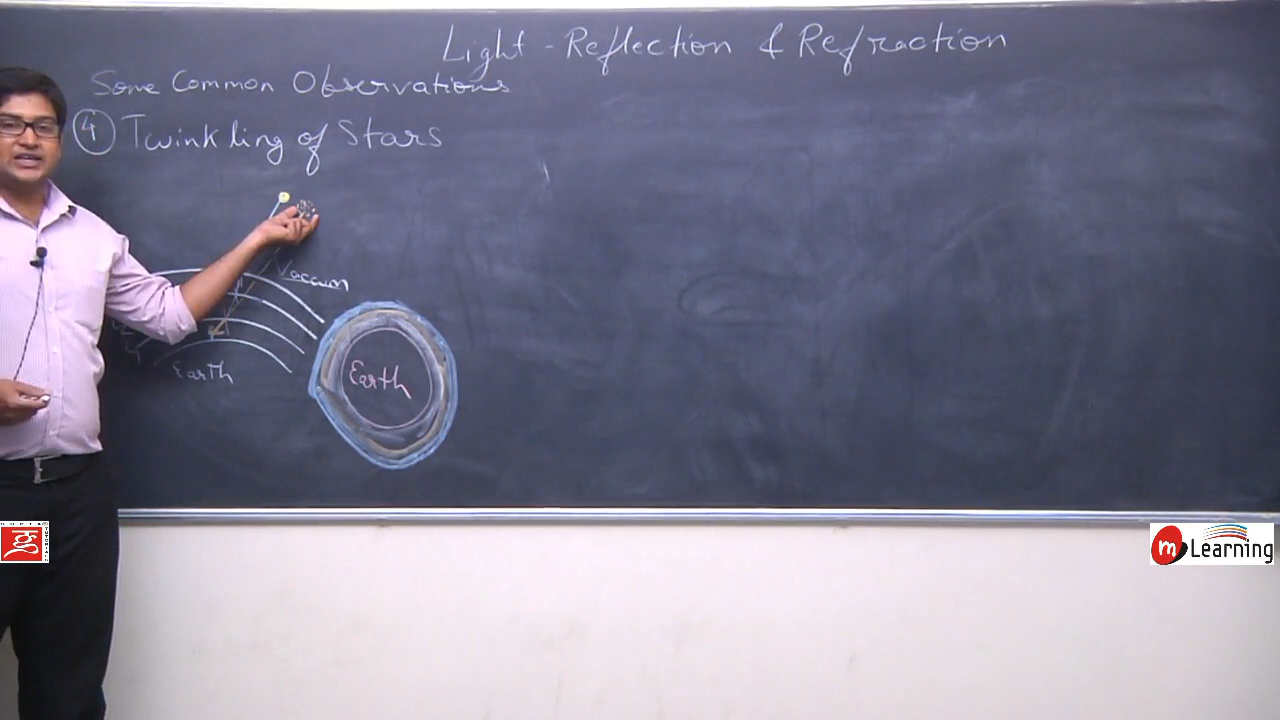 Light - Reflection & Refraction
Some Common Observations
4 Twinkling of Stars
Vaccum
Earth
Earth
m Learning